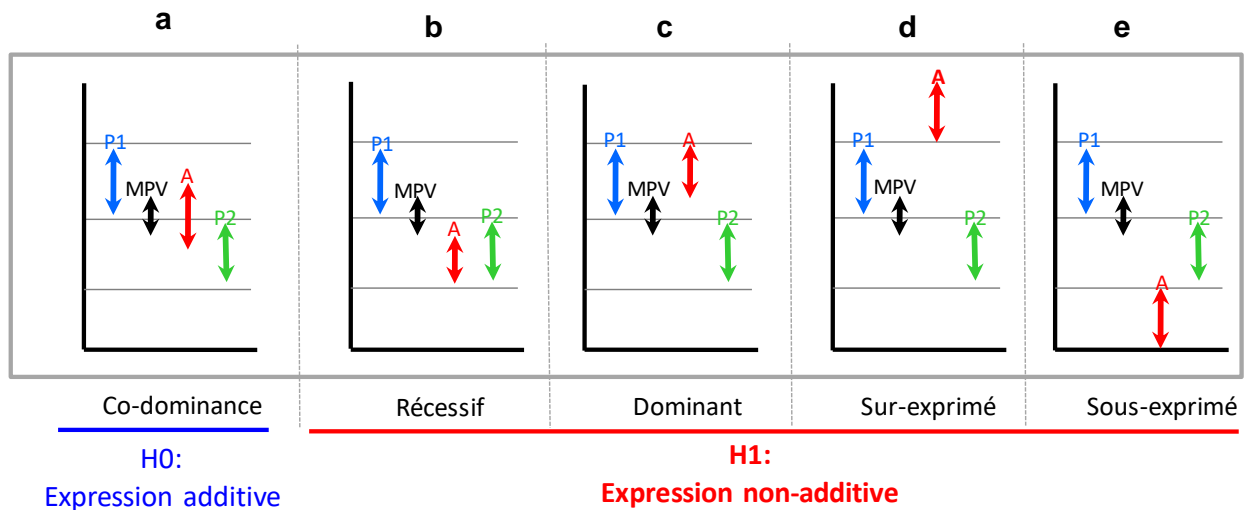 a b c d e
P1 MPV A P2
P1 MPV A P2
P1 MPV A P2
P1 MPV A P2
P1 MPV A P2
Co-dominance
Récessif
Dominant
Sur-exprimé
Sous-exprimé
H0:
Expression additive
H1:
Expression non-additive